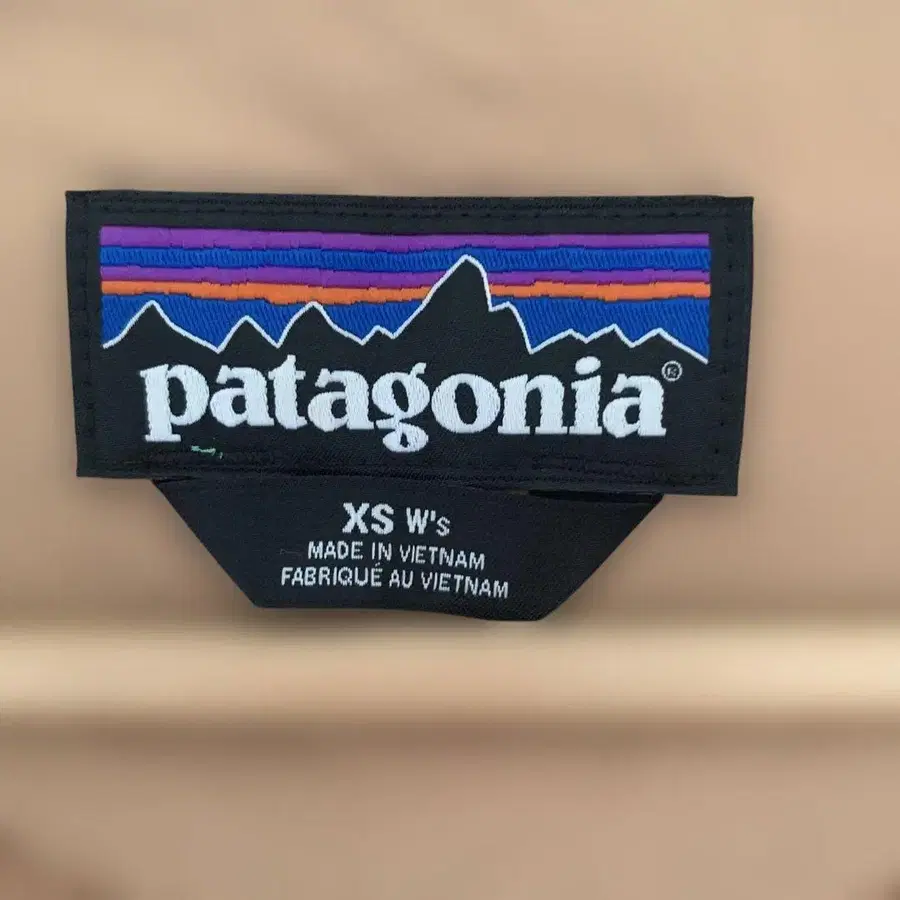 patagonia®
XS W's
MADE IN VIETNAM
FABRIQUÉ AU VIETNAM